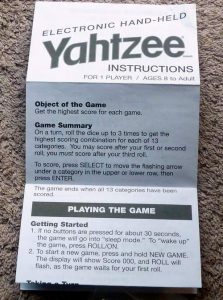 ELECTRONIC HAND-HELD
Yahtzee
INSTRUCTIONS
FOR 1 PLAYER / AGES 8 to Adult
Object of the Game
Get the highest score for each game.
Game Summary
On a turn, roll the dice up to 3 times to get the
highest scoring combination for each of 13
categories. You may score after your first or second
roll, you must score after your third roll.
To score, press SELECT to move the flashing arrow
under a category in the upper or lower row, then
press ENTER.
The game ends when all 13 categories have been
scored.
PLAYING THE GAME
Getting Started
1. If no buttons are pressed for about 30 seconds,
the game will go into "sleep mode." To "wake up"
the game, press ROLL/ON.
2. To start a new game, press and hold NEW GAME.
The display will show Score 000, and ROLL will
flash, as the game waits for your first roll.
Taking a Turn